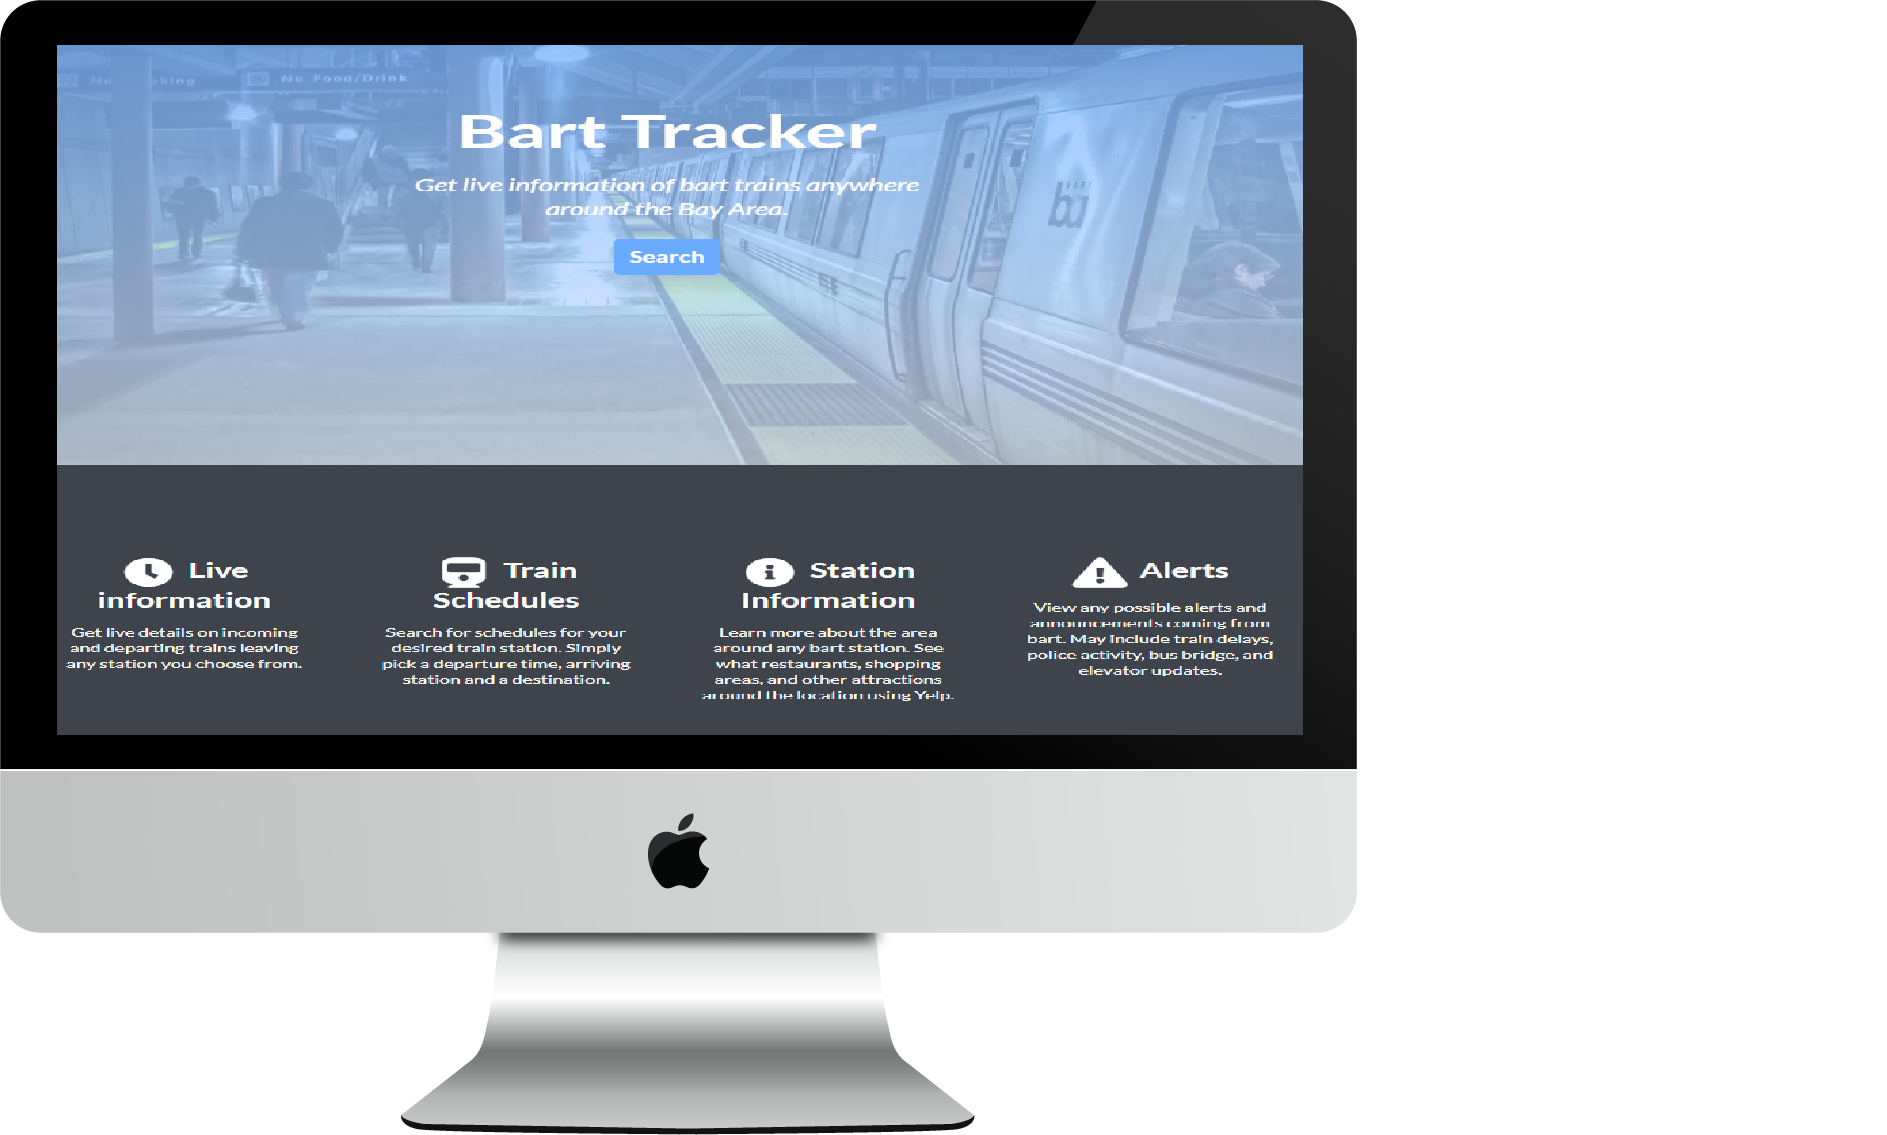 No Smoking
No Food/Drink
Bart Tracker
Get live information of bart trains anywhere
around the Bay Area.
Search
ba
Live
information
Get live details on incoming
and departing trains leaving
any station you choose from.
Train
Schedules
Search for schedules for your
desired train station. Simply
pick a departure time, arriving
station and a destination.
Station
Information
Learn more about the area
around any bart station. See
what restaurants, shopping
areas, and other attractions
around the location using Yelp.
Alerts
View any possible alerts and
announcements coming from
bart. May include train delays,
police activity, bus bridge, and
elevator updates.